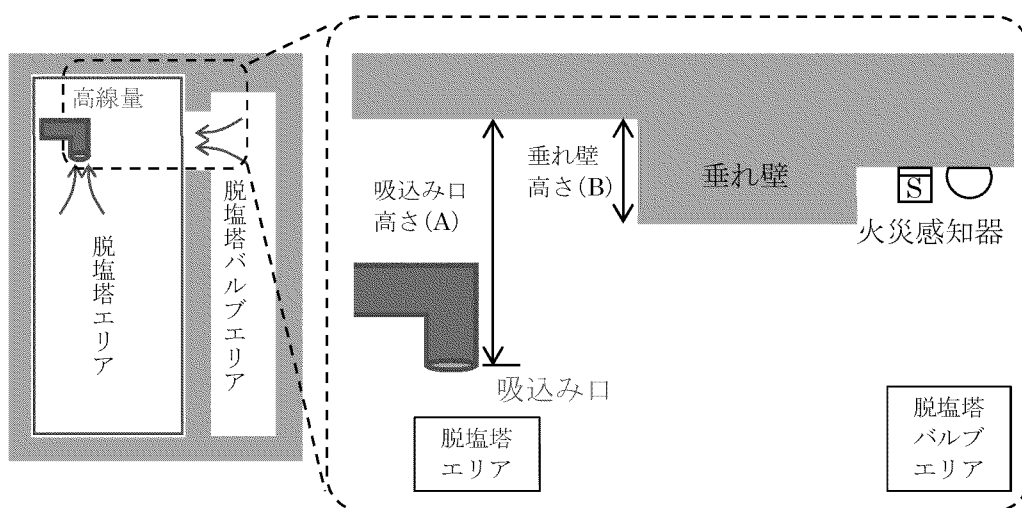 高線量
脱塩塔エリア
脱塩塔バルブエリア
吸込み口
高さ(A)
垂れ壁
高さ(B)
垂れ壁
S
火災感知器
吸込み口
脱塩塔
エリア
脱塩塔
バルブ
エリア